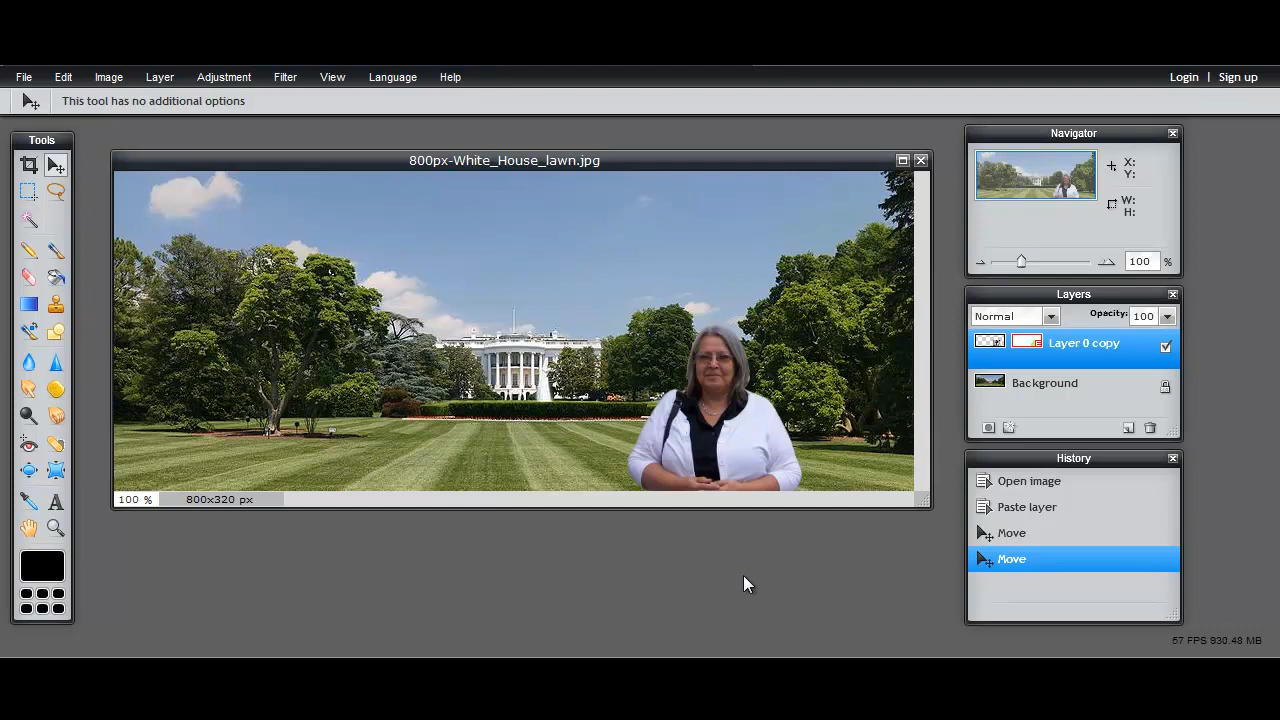 File Edit Image Layer Adjustment Filter View Language Help Login | Sign up
This tool has no additional options
Tools
800px-White_House_lawn.jpg
100 % 800x320 px
Navigator
X:
Y:
W:
H:
100 %
Layers
Normal Opacity: 100
Layer 0 copy
Background
History
Open image
Paste layer
Move
Move
57 FPS 930.48 MB